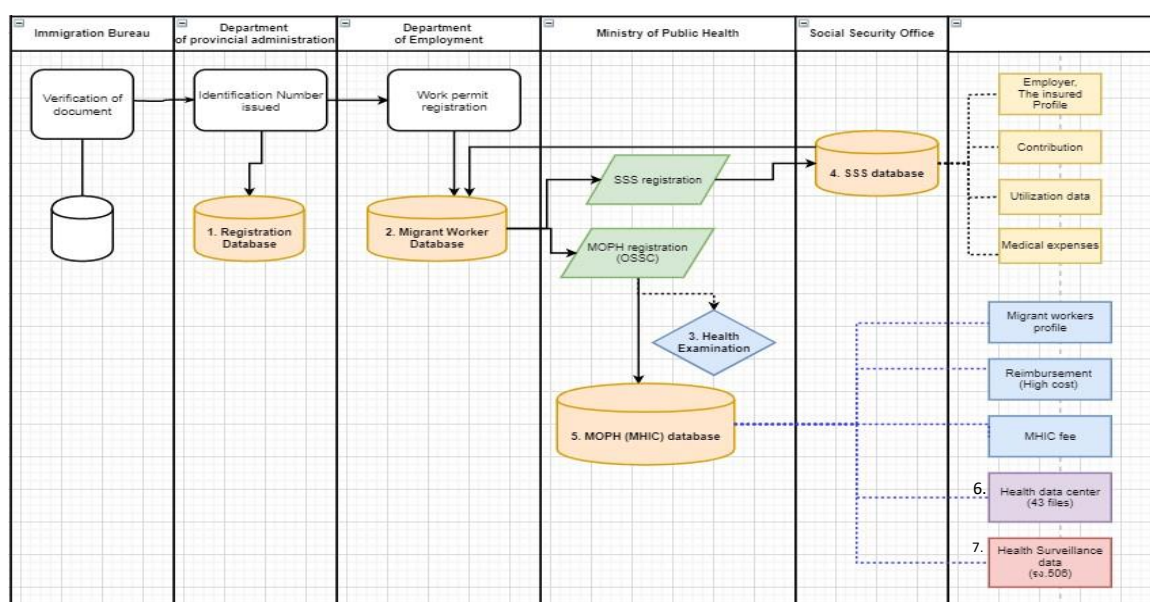 Immigration Bureau
Department
of provincial administration
Department
of Employment
Ministry of Public Health
Social Security Office
Verification of
document
Identification Number
issued
Work permit
registration
Employer,
The insured
Profile
Contribution
Utilization data
Medical expenses
SSS registration
4. SSS database
1. Registration
Database
2. Migrant Worker
Database
MOPH registration
(OSSC)
3. Health
Examination
5. MOPH (MHIC) database
Migrant workers
profile
Reimbursement
(High cost)
MHIC fee
6.
Health data center
(43 files)
7.
Health Surveillance
data
(รง.506)